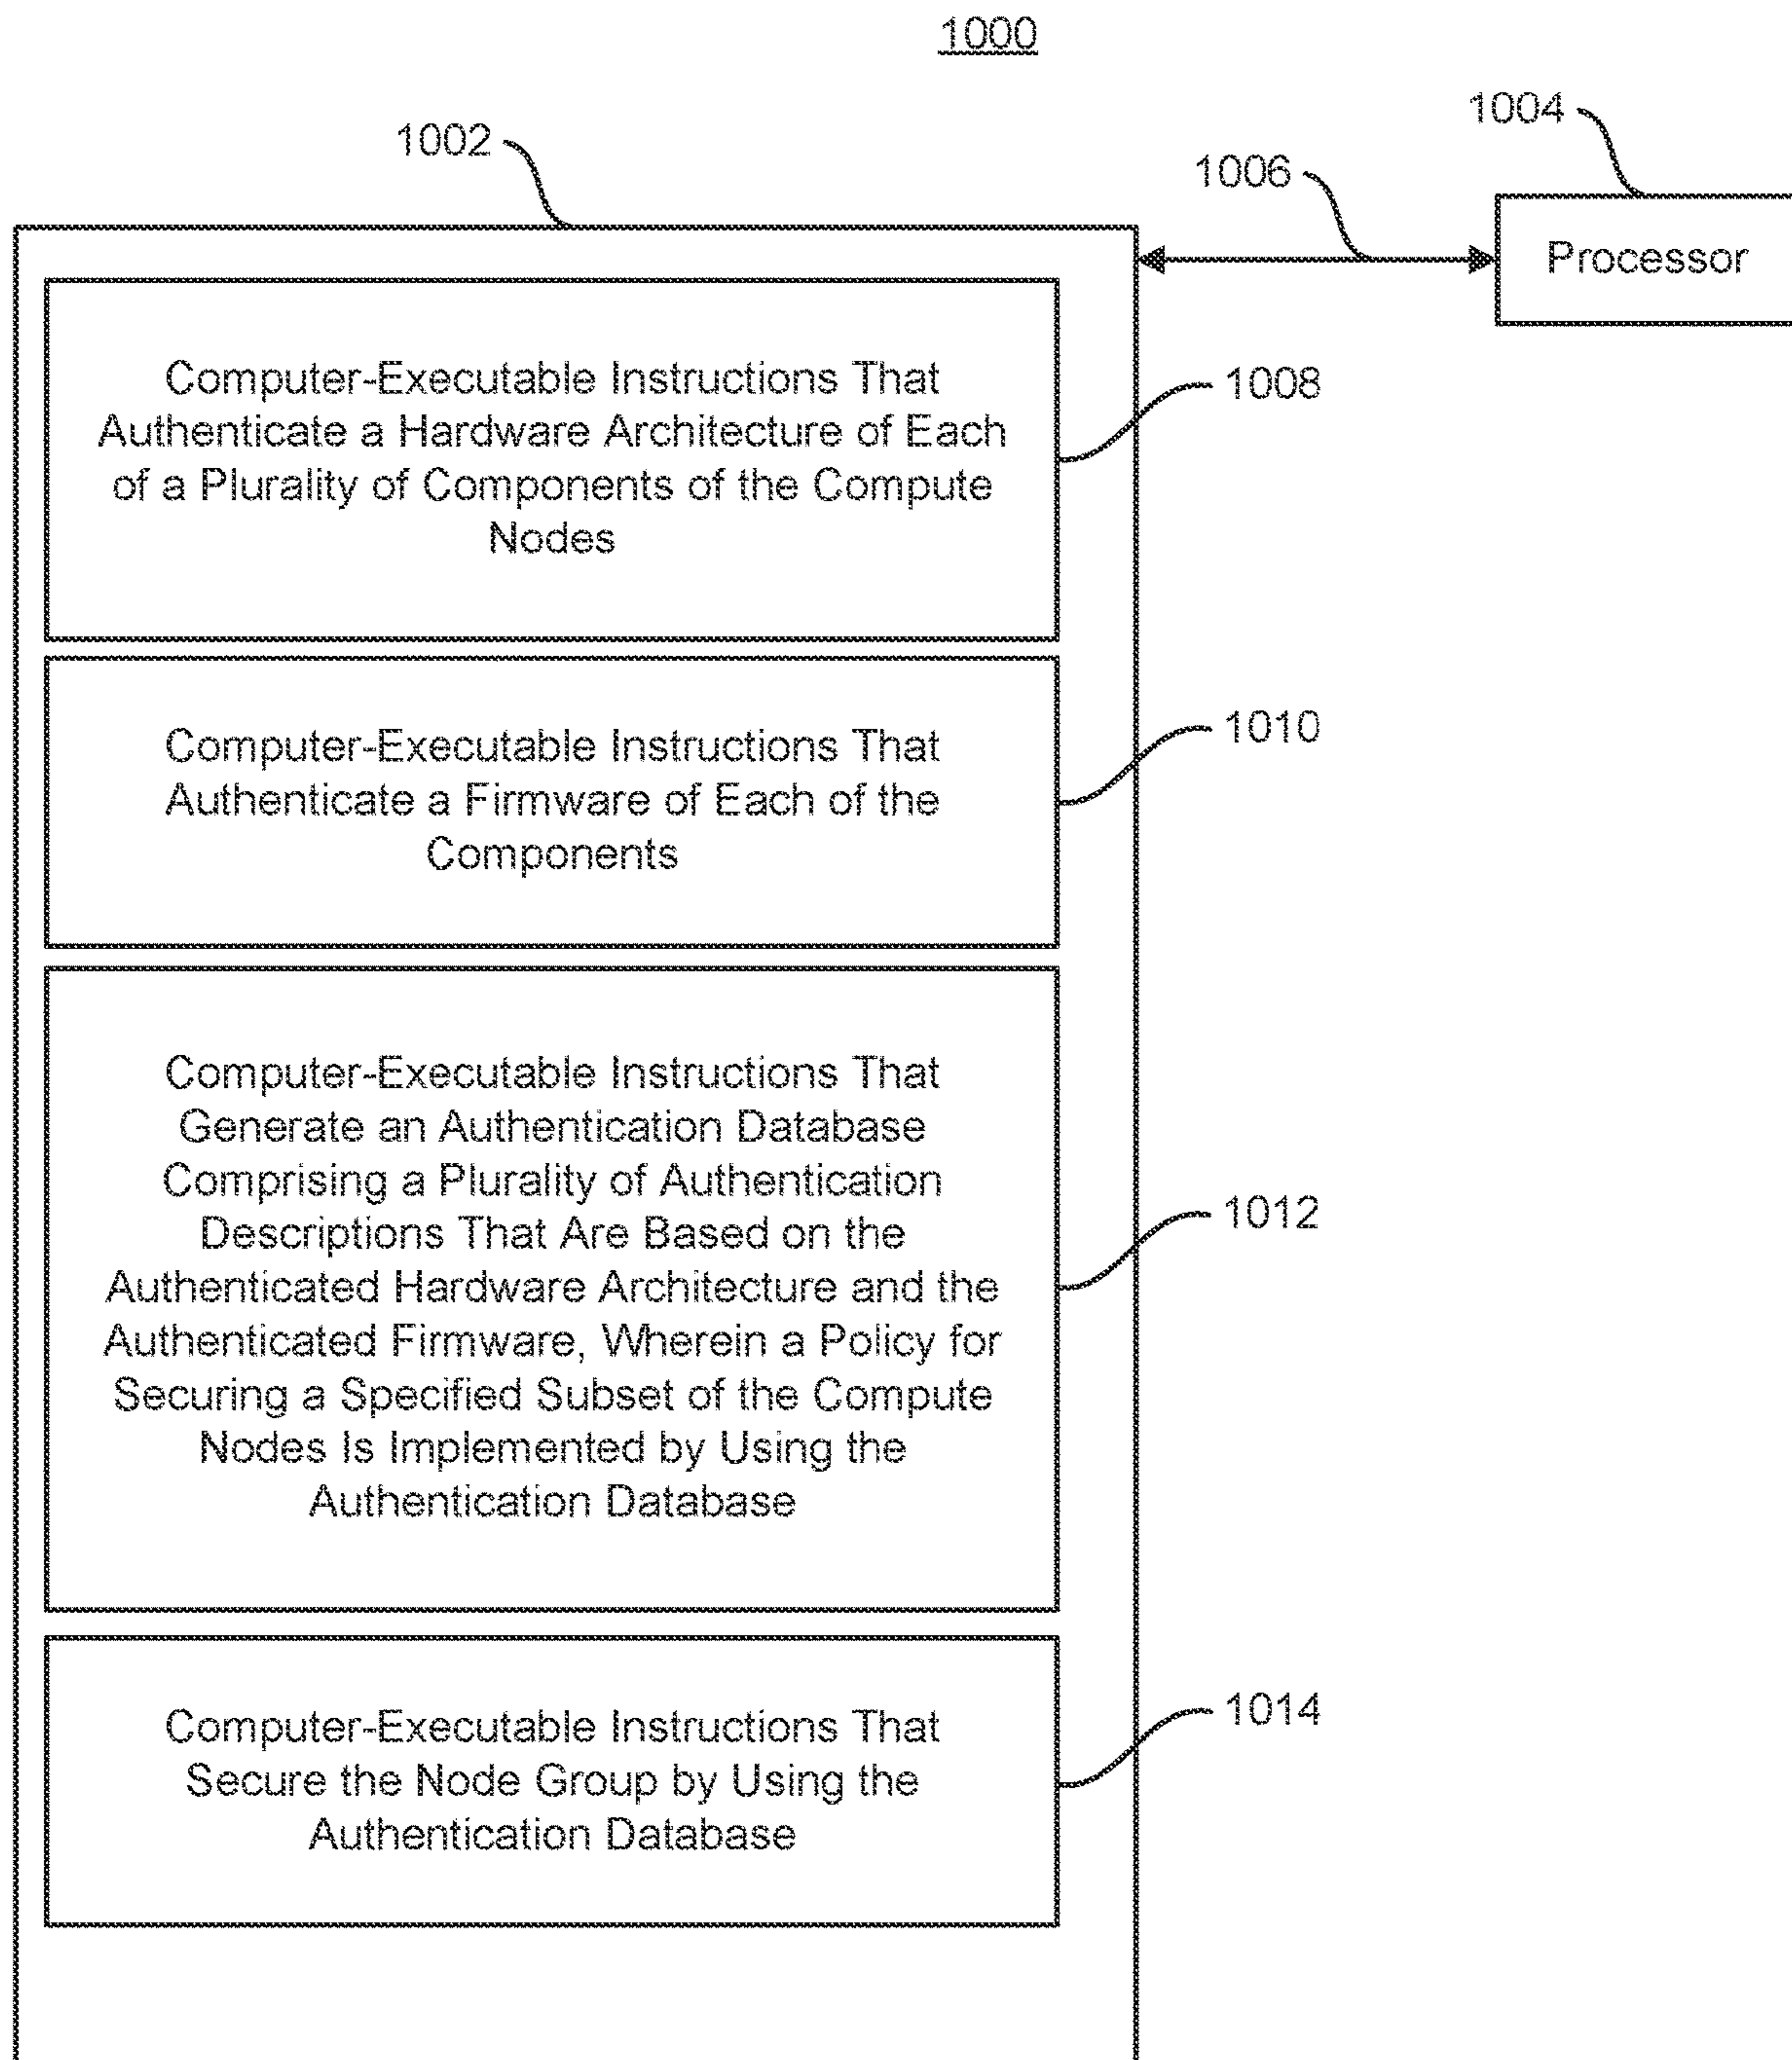 1000
1002
1004
1006
Processor
Computer-Executable Instructions That
Authenticate a Hardware Architecture of Each
of a Plurality of Components of the Compute
Nodes
1008
Computer-Executable Instructions That
Authenticate a Firmware of Each of the
Components
1010
Computer-Executable Instructions That
Generate an Authentication Database
Comprising a Plurality of Authentication
Descriptions That Are Based on the
Authenticated Hardware Architecture and the
Authenticated Firmware, Wherein a Policy for
Securing a Specified Subset of the Compute
Nodes Is Implemented by Using the
Authentication Database
1012
Computer-Executable Instructions That
Secure the Node Group by Using the
Authentication Database
1014